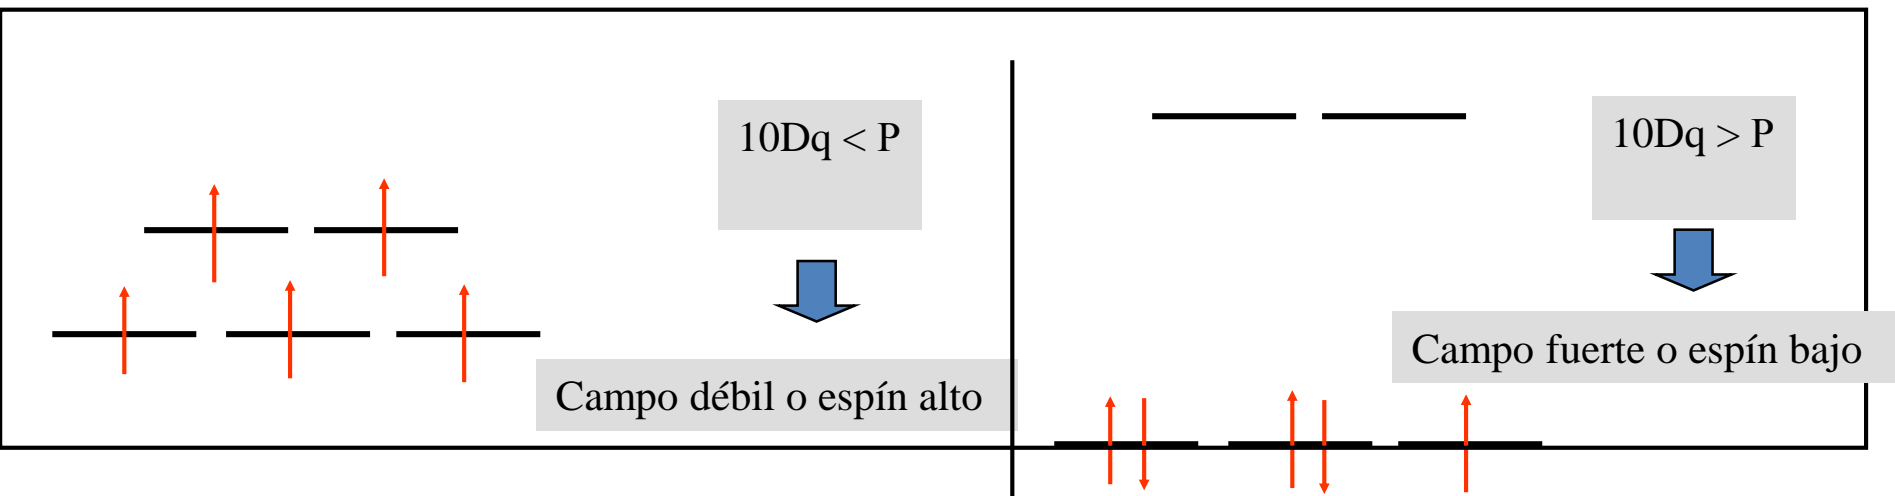 10Dq < P
Campo débil o espín alto
10Dq > P
Campo fuerte o espín bajo